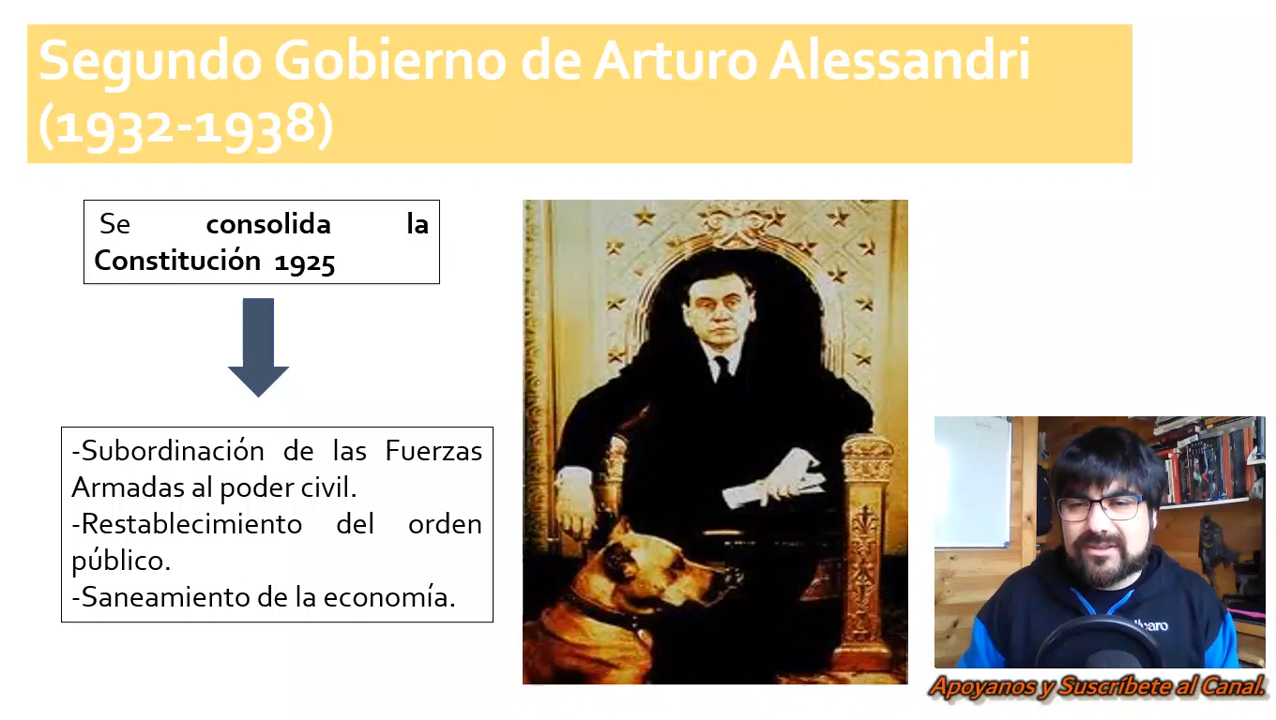 Segundo Gobierno de Arturo Alessandri
(1932-1938)
Se consolida la
Constitución 1925
-Subordinación de las Fuerzas
Armadas al poder civil.
-Restablecimiento del orden
público.
-Saneamiento de la economía.
Apoyanos y Suscríbete al Canal.